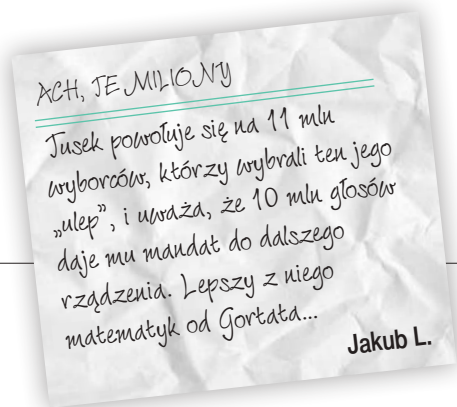 ACH, TE MILIONY
Tusek powołuje się na 11 mln
wyborców, którzy wybrali ten jego
„ulep”, i uważa, że 10 mln głosów
daje mu mandat do dalszego
rządzenia. Lepszy z niego
matematyk od Gortata...
Jakub L.